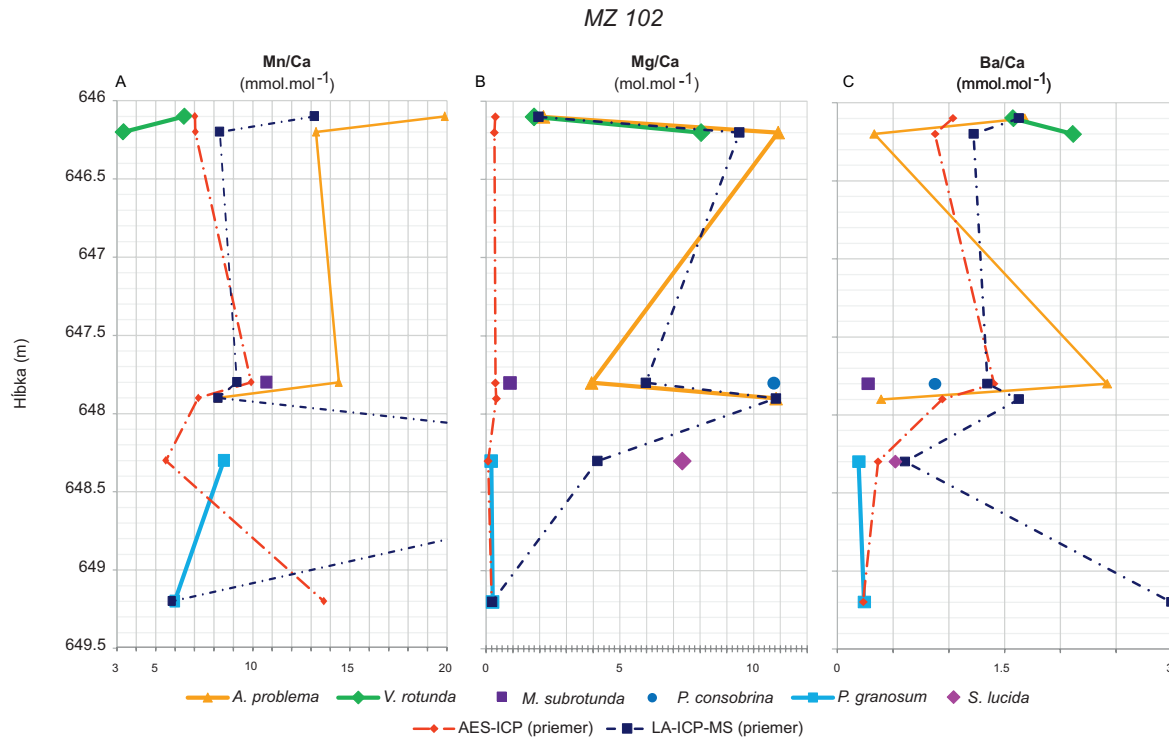 MZ 102
A
Mn/Ca
(mmol.mol⁻¹)
B
Mg/Ca
(mol.mol⁻¹)
C
Ba/Ca
(mmol.mol⁻¹)
Hĺbka (m)
646
646.5
647
647.5
648
648.5
649
649.5
3 5 10 15 20
0 5 10
0 1.5 3
A. problema V. rotunda M. subrotunda P. consobrina P. granosum S. lucida
AES-ICP (priemer) LA-ICP-MS (priemer)